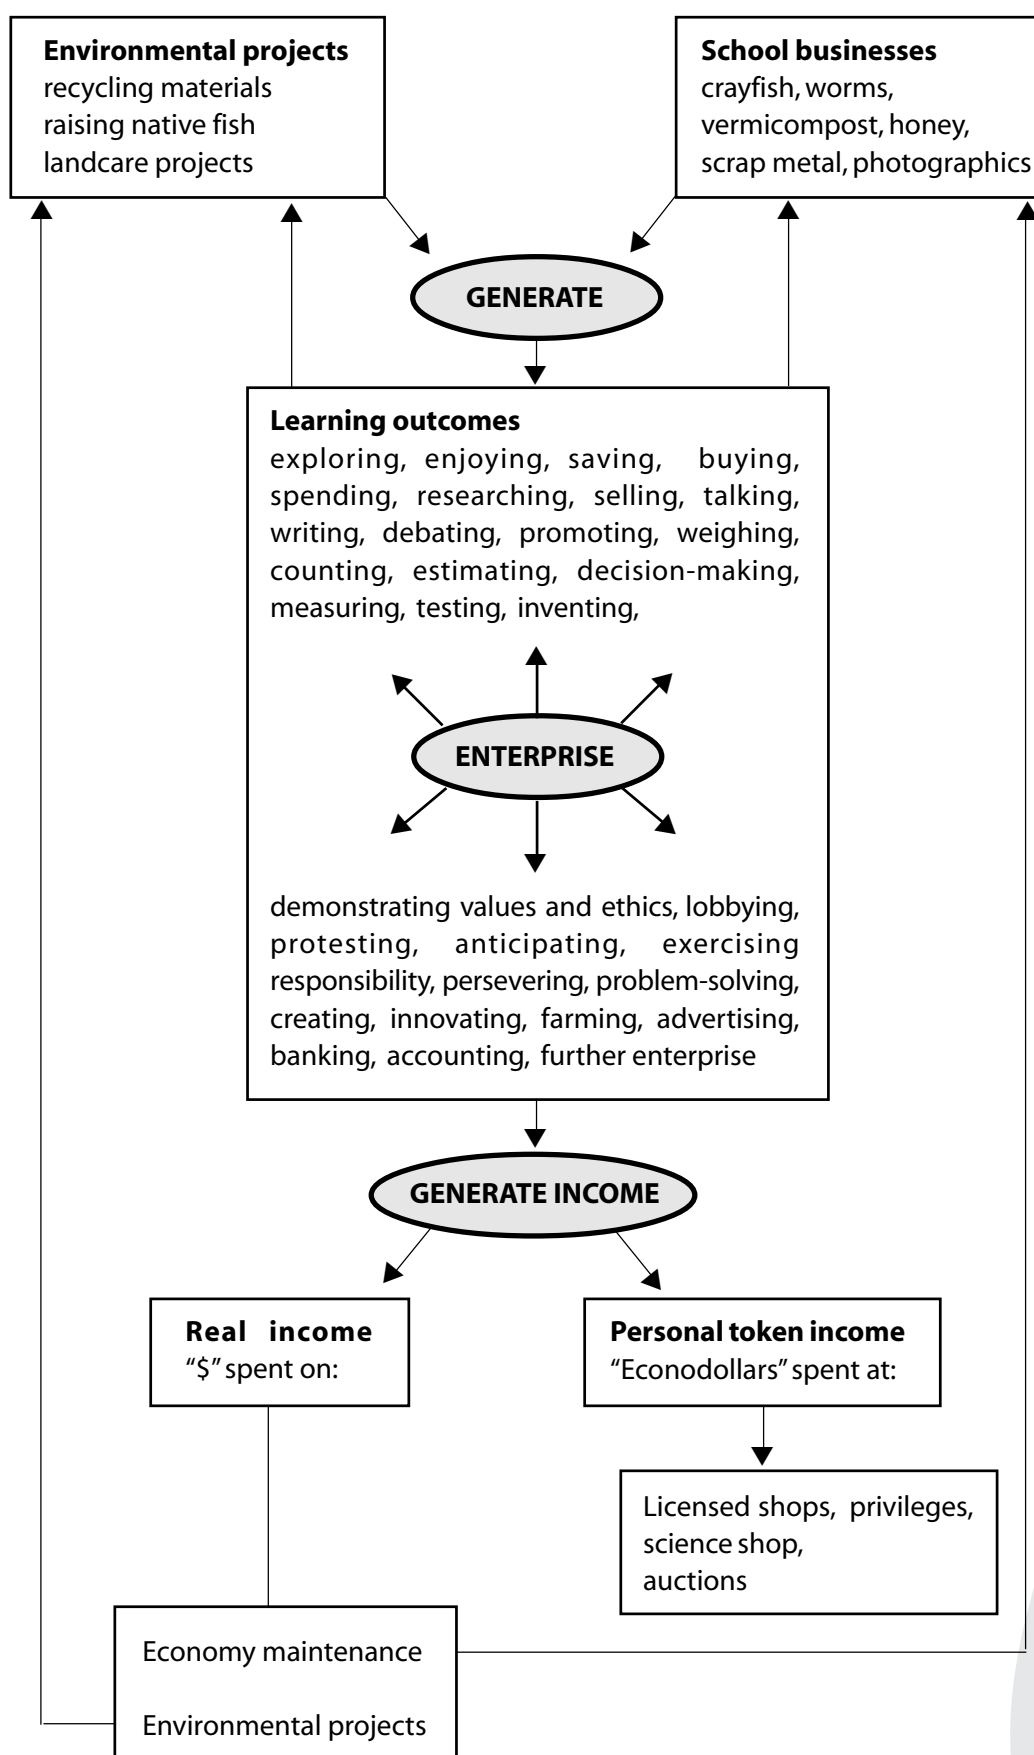 Environmental projects
recycling materials
raising native fish
landcare projects
School businesses
crayfish, worms,
vermicompost, honey,
scrap metal, photographics
GENERATE
Learning outcomes
exploring, enjoying, saving, buying,
spending, researching, selling, talking,
writing, debating, promoting, weighing,
counting, estimating, decision-making,
measuring, testing, inventing,
ENTERPRISE
demonstrating values and ethics, lobbying,
protesting, anticipating, exercising
responsibility, persevering, problem-solving,
creating, innovating, farming, advertising,
banking, accounting, further enterprise
GENERATE INCOME
Real income
“$” spent on:
Personal token income
“Econodollars” spent at:
Licensed shops, privileges,
science shop,
auctions
Economy maintenance
Environmental projects